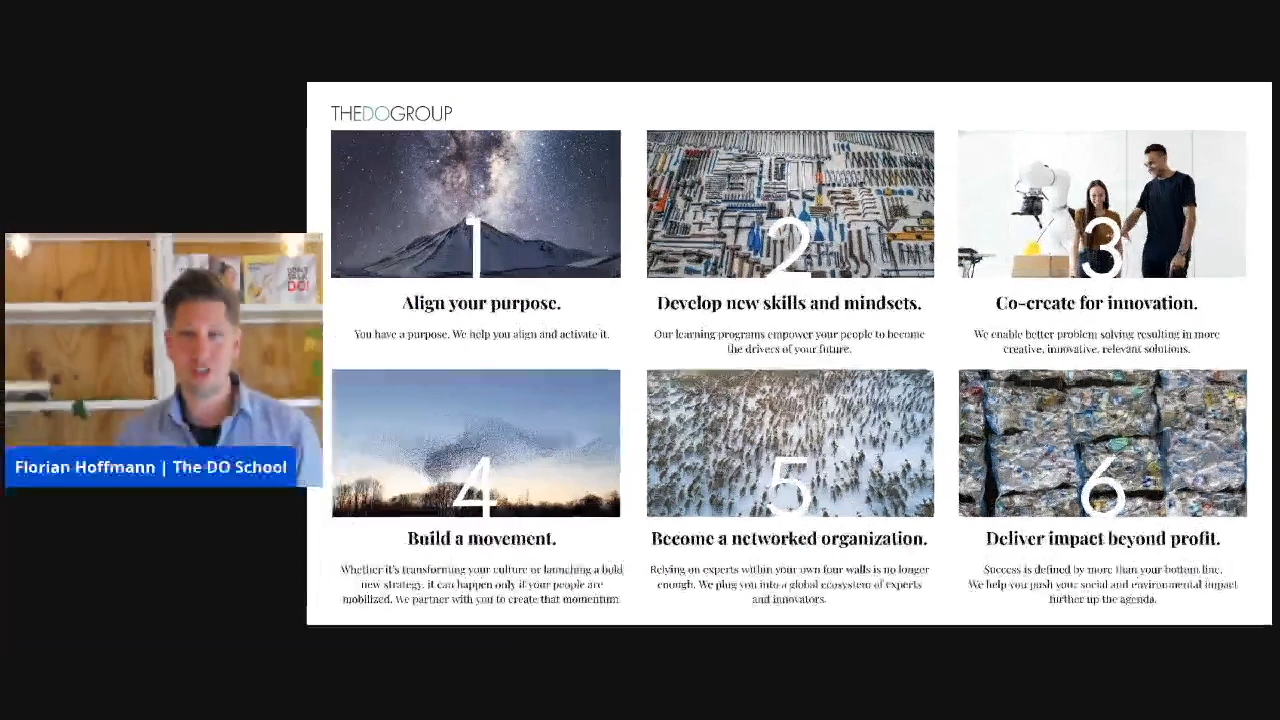 THEDOGROUP
1
2
3
Align your purpose.
Develop new skills and mindsets.
Co-create for innovation.
You have a purpose. We help you align and activate it.
Our learning programs empower your people to become
the drivers of your future.
We enable better problem solving resulting in more
creative, innovative, relevant solutions.
DO!
Florian Hoffmann | The DO School
4
5
6
Build a movement.
Become a networked organization.
Deliver impact beyond profit.
Whether it's transforming your culture or launching a bold
new strategy, it can happen only if your people are
mobilized. We partner with you to create that momentum
Relying on experts within your own four walls is no longer
enough. We plug you into a global ecosystem of experts
and innovators.
Success is defined by more than your bottom line.
We help you push your social and environmental impact
further up the agenda.